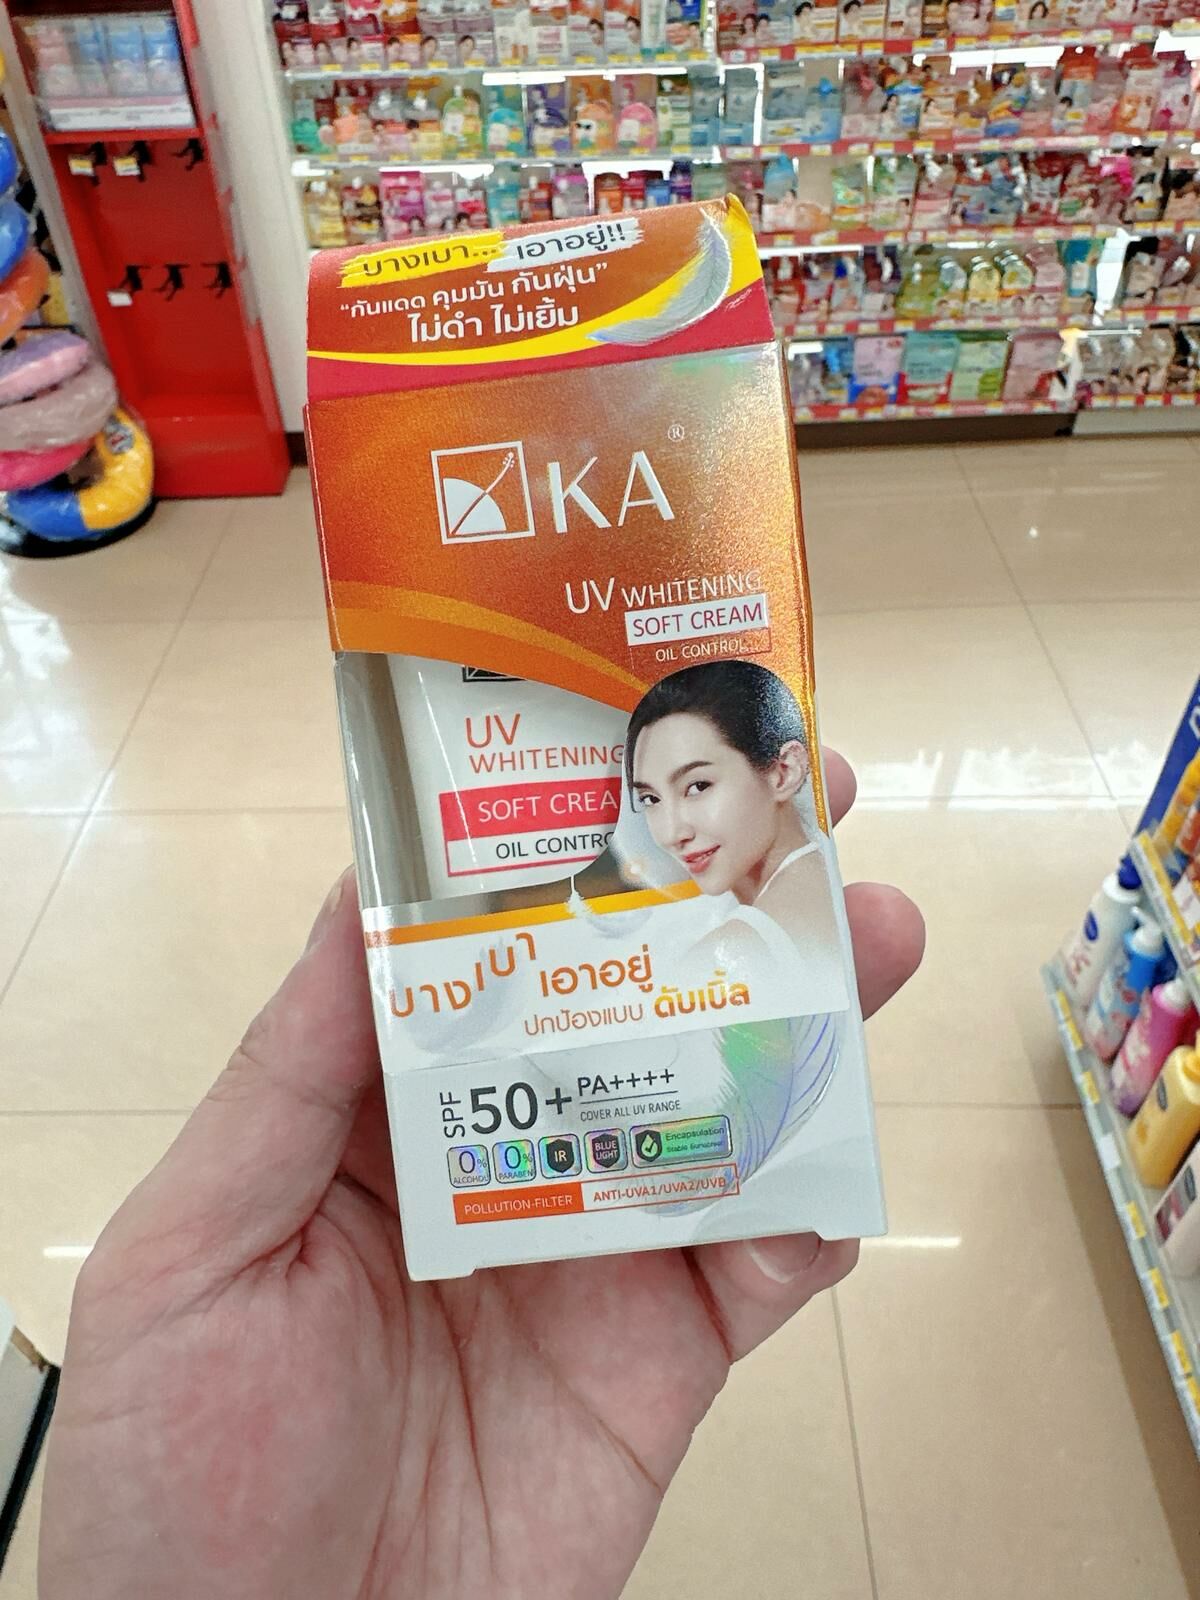 บางเบา... เอาอยู่!!
“กันแดด คุมมัน กันฝุ่น”
ไม่ดำ ไม่เยิ้ม
KA®
UV WHITENING
SOFT CREAM
OIL CONTROL
UV
WHITENING
SOFT CREA
OIL CONTRO
บางเบา เอาอยู่
ปกป้องแบบ ดับเบิ้ล
SPF 50+ PA++++
COVER ALL UV RANGE
0% ALCOHOL 0% PARABEN IR BLUE LIGHT Encapsulation Stable Sunscreen
POLLUTION-FILTER ANTI-UVA1/UVA2/UVB